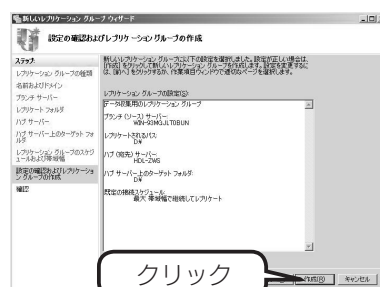 新しいレプリケーション グループ ウィザード
設定の確認およびレプリケーション グループの作成
ステップ:
レプリケーション グループの種類
名前およびドメイン
ブランチ サーバー
レプリケート フォルダ
ハブ サーバー
ハブ サーバー上のターゲット フォルダ
レプリケーション グループのスケジュールおよび帯域幅
設定の確認およびレプリケーション グループの作成
確認
新しいレプリケーション グループに以下の設定を選択しました。設定が正しい場合は、
[作成] をクリックして新しいレプリケーション グループを作成します。設定を変更するに
は、[前へ] をクリックするか、作業項目ウィンドウで適切なページを選択します。
レプリケーション グループの設定(S):
データ収集用のレプリケーション グループ
ブランチ (ソース) サーバー:
WIN-93MGJLT0BUN
レプリケートされるパス:
D¥
ハブ (宛先) サーバー:
HDL-ZWS
ハブ サーバー上のターゲット フォルダ:
D¥
既定の接続スケジュール:
最大 帯域幅で継続してレプリケート
クリック
作成(R)
キャンセル